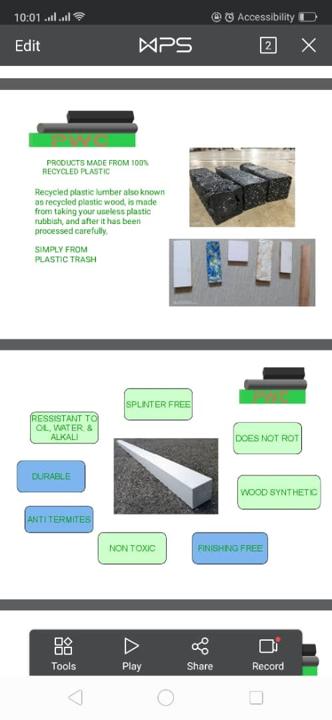 10:01
Accessibility
Edit
WPS
2
PWC
PRODUCTS MADE FROM 100%
RECYCLED PLASTIC
Recycled plastic lumber also known
as recycled plastic wood, is made
from taking your useless plastic
rubbish, and after it has been
processed carefully,
SIMPLY FROM
PLASTIC TRASH
PWC
SPLINTER FREE
RESSISTANT TO
OIL, WATER, &
ALKALI
DOES NOT ROT
DURABLE
WOOD SYNTHETIC
ANTI TERMITES
NON TOXIC
FINISHING FREE
Tools
Play
Share
Record